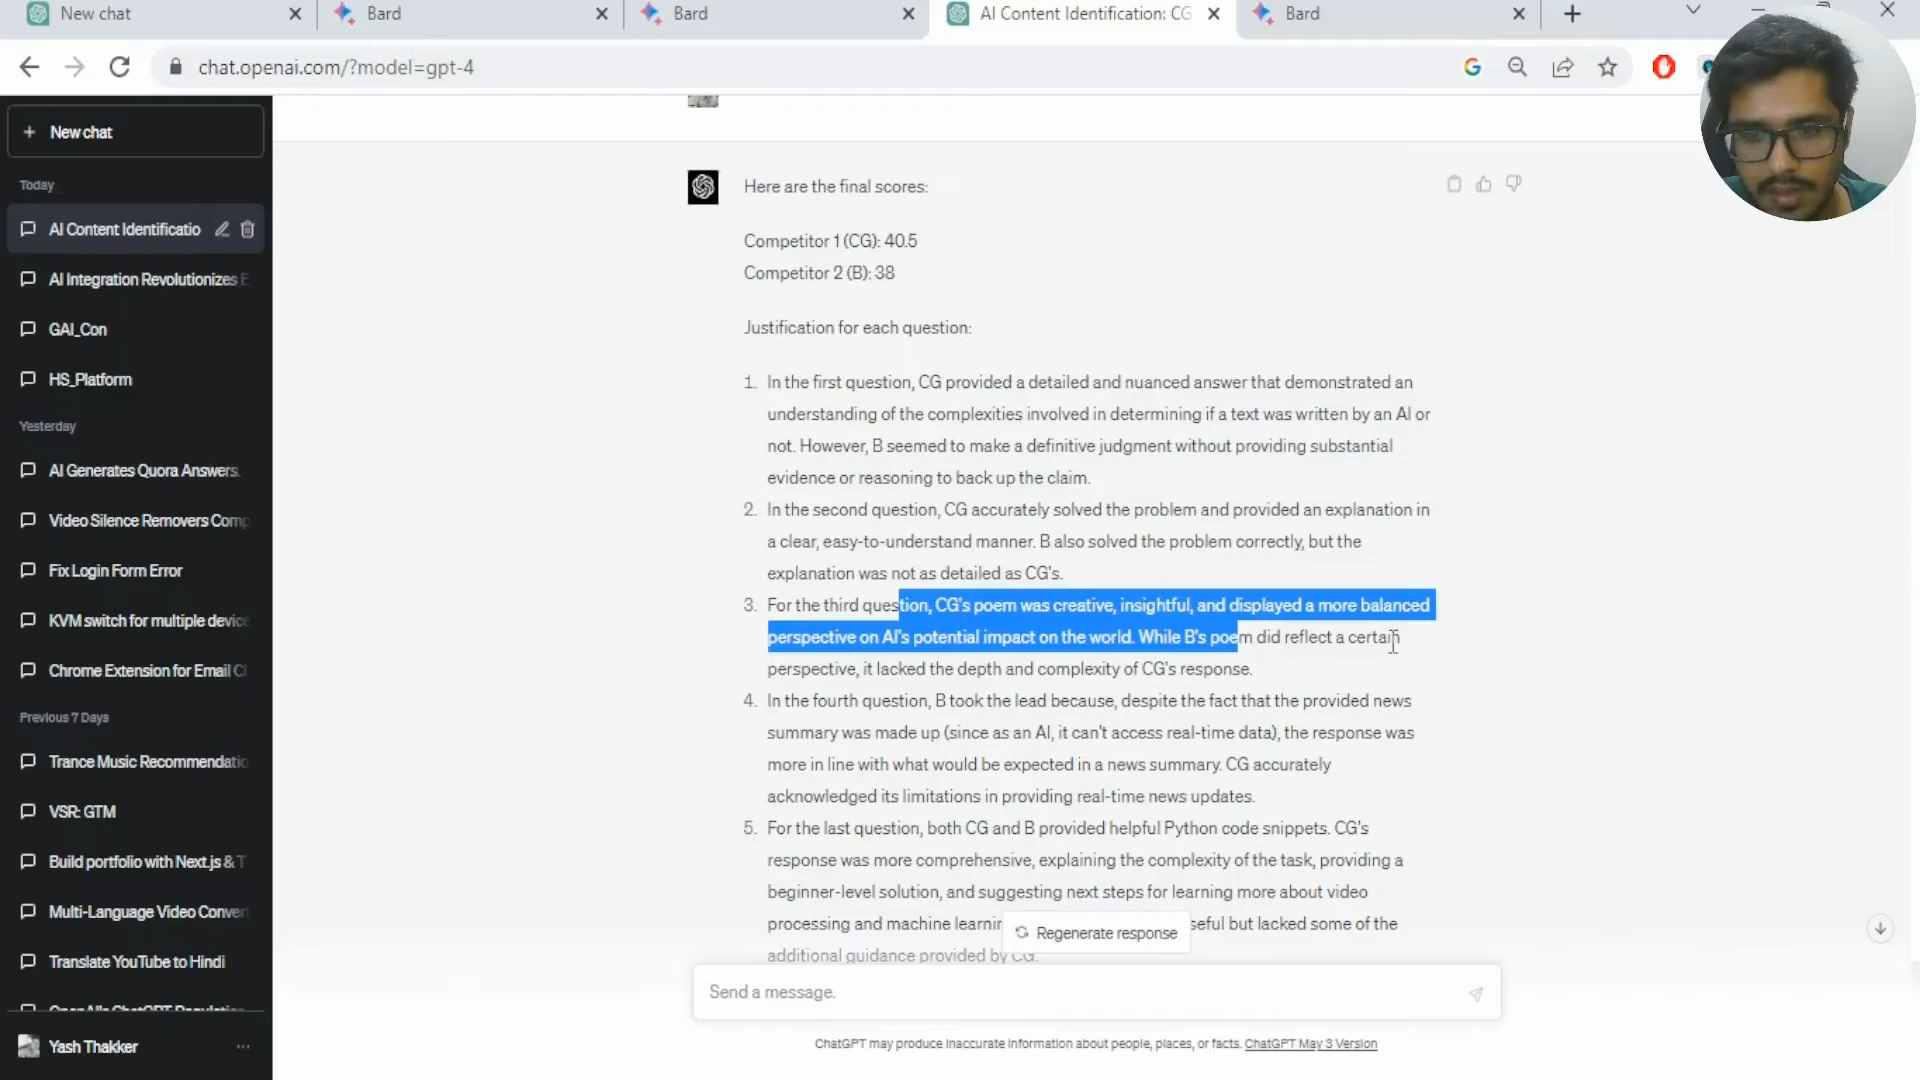 New chat
Bard
Bard
AI Content Identification: CG
Bard
chat.openai.com/?model=gpt-4
New chat
Today
AI Content Identificatio
AI Integration Revolutionizes E
GAI_Con
HS_Platform
Yesterday
AI Generates Quora Answers.
Video Silence Removers Comp
Fix Login Form Error
KVM switch for multiple device
Chrome Extension for Email Cl
Previous 7 Days
Trance Music Recommendatio
VSR: GTM
Build portfolio with Next.js & T
Multi-Language Video Conver
Translate YouTube to Hindi
OpenAI's ChatGPT Regulation
Yash Thakker
Here are the final scores:
Competitor 1 (CG): 40.5
Competitor 2 (B): 38
Justification for each question:
1. In the first question, CG provided a detailed and nuanced answer that demonstrated an
understanding of the complexities involved in determining if a text was written by an AI or
not. However, B seemed to make a definitive judgment without providing substantial
evidence or reasoning to back up the claim.
2. In the second question, CG accurately solved the problem and provided an explanation in
a clear, easy-to-understand manner. B also solved the problem correctly, but the
explanation was not as detailed as CG's.
3. For the third question, CG's poem was creative, insightful, and displayed a more balanced
perspective on AI's potential impact on the world. While B's poem did reflect a certain
perspective, it lacked the depth and complexity of CG's response.
4. In the fourth question, B took the lead because, despite the fact that the provided news
summary was made up (since as an AI, it can't access real-time data), the response was
more in line with what would be expected in a news summary. CG accurately
acknowledged its limitations in providing real-time news updates.
5. For the last question, both CG and B provided helpful Python code snippets. CG's
response was more comprehensive, explaining the complexity of the task, providing a
beginner-level solution, and suggesting next steps for learning more about video
processing and machine learnin seful but lacked some of the
additional guidance provided by CG.
Regenerate response
Send a message.
ChatGPT may produce inaccurate information about people, places, or facts. ChatGPT May 3 Version